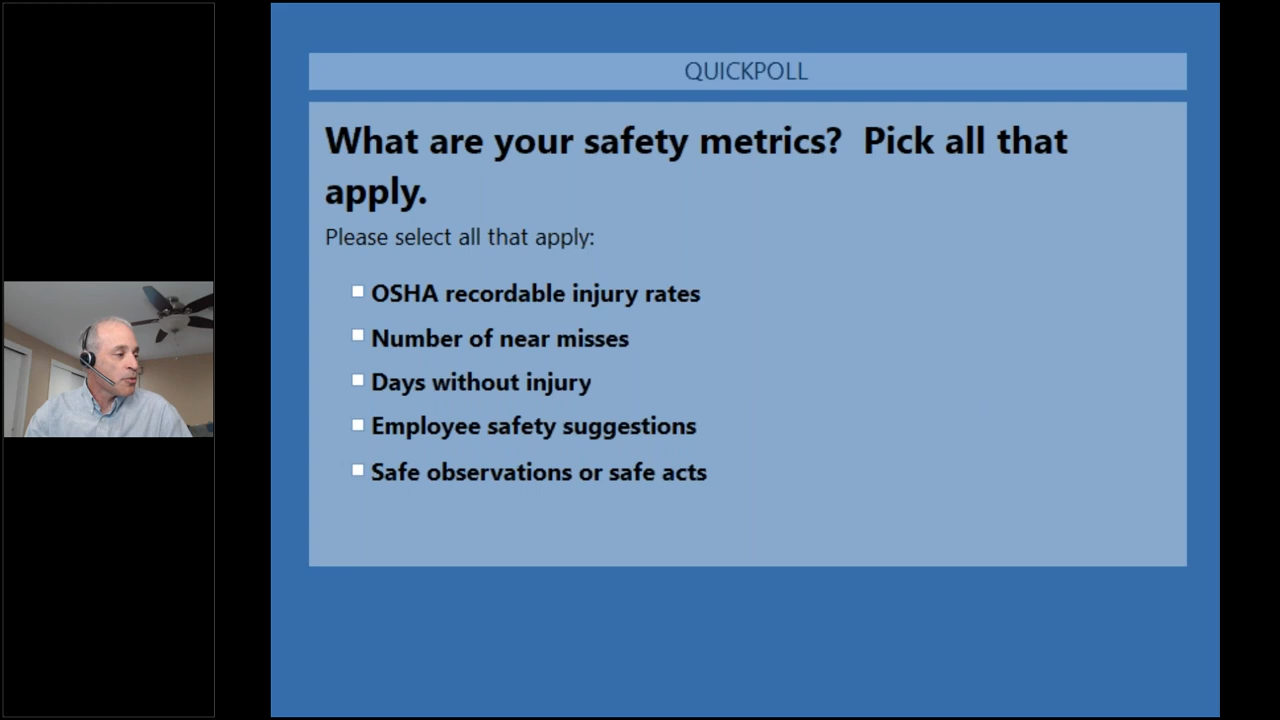 QUICKPOLL
What are your safety metrics?  Pick all that
apply.
Please select all that apply:
OSHA recordable injury rates
Number of near misses
Days without injury
Employee safety suggestions
Safe observations or safe acts